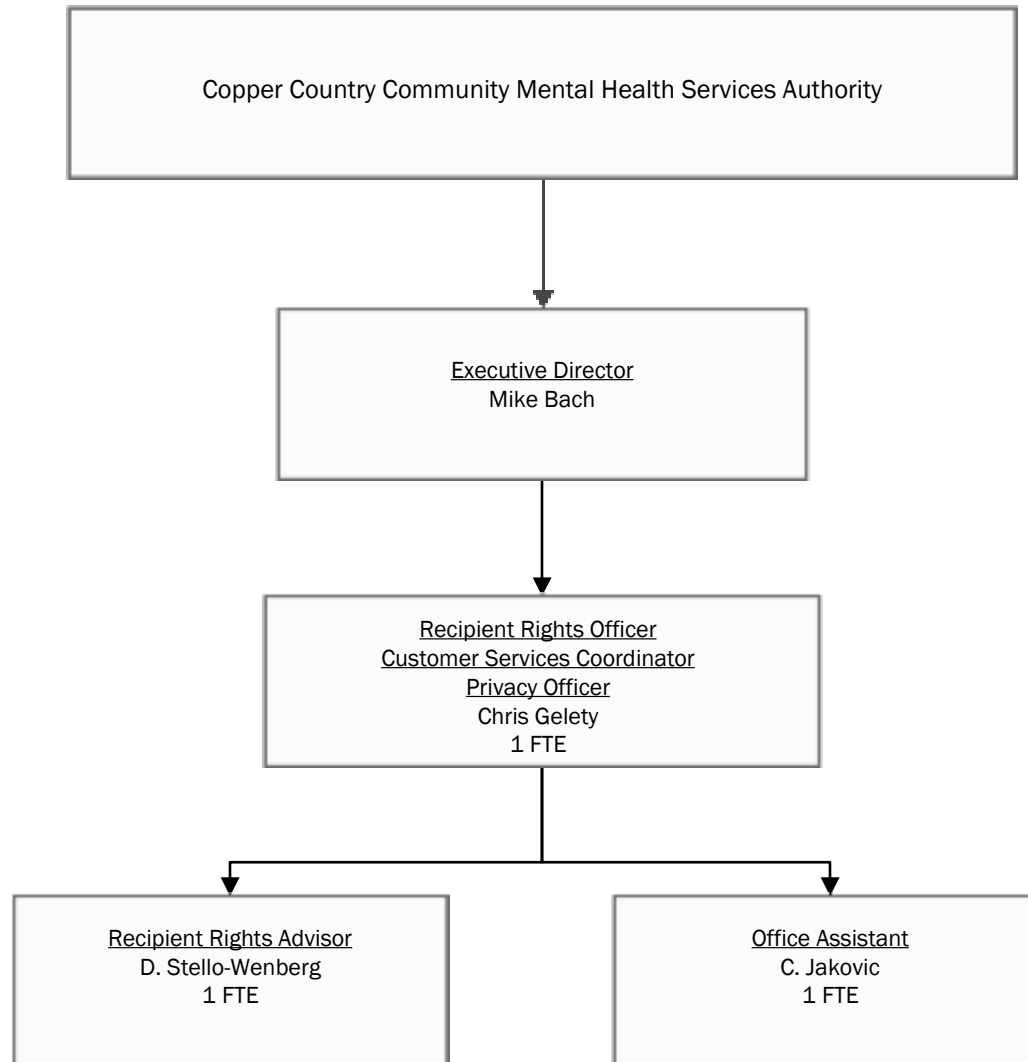 Copper Country Community Mental Health Services Authority
Executive Director
Mike Bach
Recipient Rights Officer
Customer Services Coordinator
Privacy Officer
Chris Gelety
1 FTE
Recipient Rights Advisor
D. Stello-Wenberg
1 FTE
Office Assistant
C. Jakovic
1 FTE